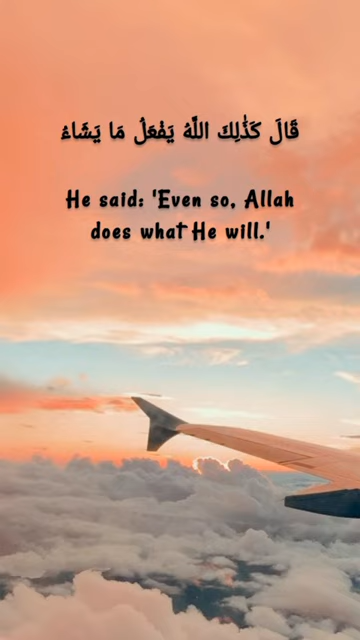 قَالَ كَذَٰلِكَ اللَّهُ يَفْعَلُ مَا يَشَاءُ
He said: 'Even so, Allah
does what He will.'